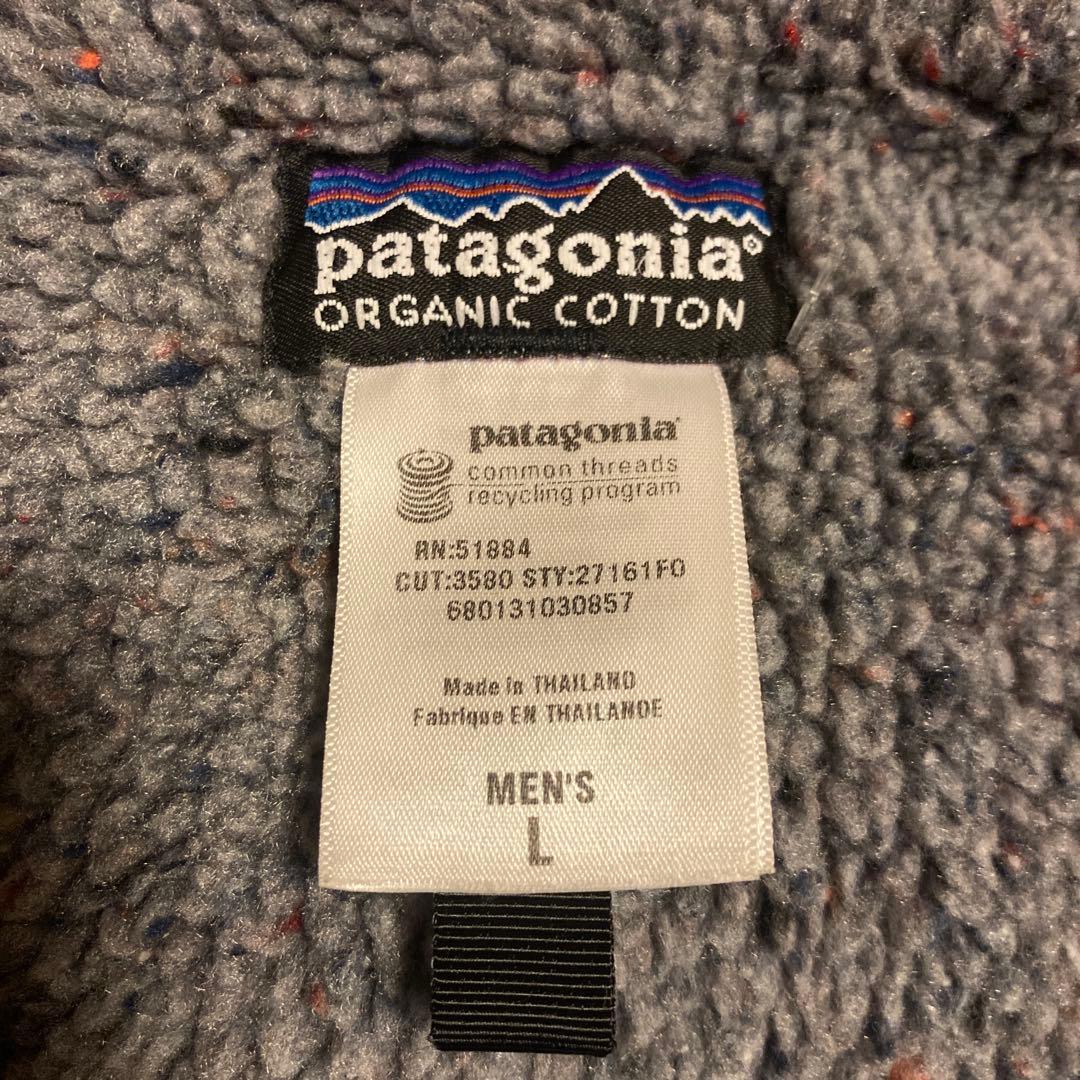 patagonia®
ORGANIC COTTON
patagonia®
common threads
recycling program
RN:51884
CUT:3580 STY:27161FO
680131030857
Made in THAILAND
Fabrique EN THAILANDE
MEN'S
L